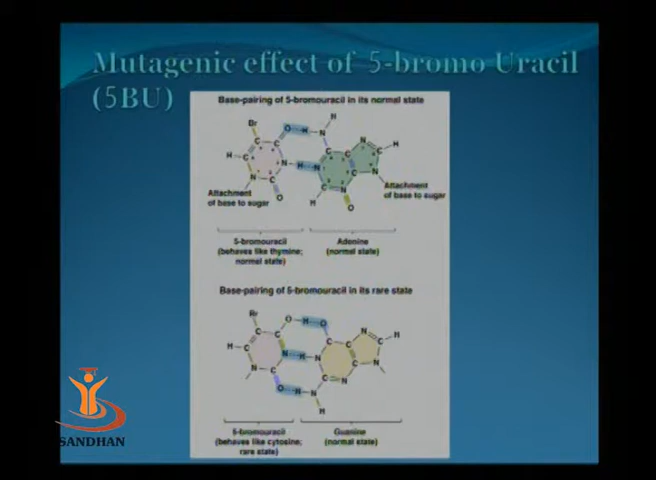 Mutagenic effect of 5-bromo Uracil
(5BU)
Base-pairing of 5-bromouracil in its normal state
Br
Attachment
of base to sugar
Attachment
of base to sugar
5-bromouracil
(behaves like thymine;
normal state)
Adenine
(normal state)
Base-pairing of 5-bromouracil in its rare state
Br
5-bromouracil
(behaves like cytosine;
rare state)
Guanine
(normal state)
SANDHAN